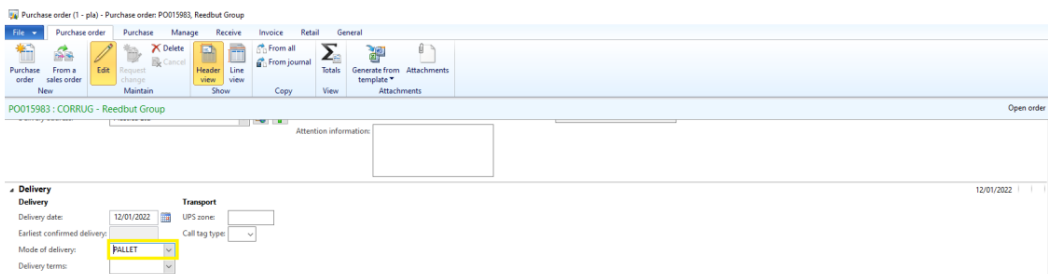 Purchase order (1 - pla) - Purchase order: PO015983, Reedbut Group
File Purchase order Purchase Manage Receive Invoice Retail General
Purchase order
From a sales order
Edit
Request change
Delete
Cancel
Header view
Line view
From all
From journal
Totals
Generate from template
Attachments
New Maintain Show Copy View Attachments
PO015983 : CORRUG - Reedbut Group Open order
Attention information:
Delivery 12/01/2022
Delivery Transport
Delivery date: 12/01/2022 UPS zone:
Earliest confirmed delivery: Call tag type:
Mode of delivery: PALLET
Delivery terms: